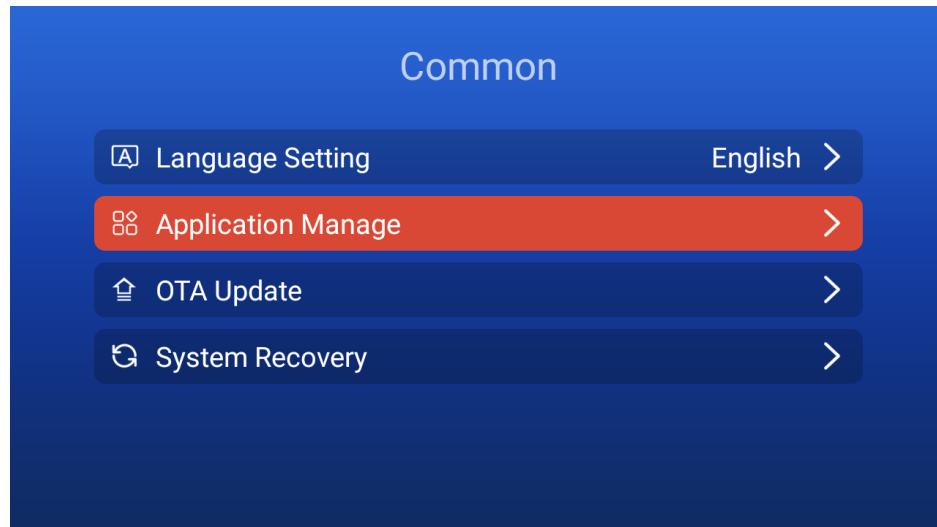 Common
Language Setting English
Application Manage
OTA Update
System Recovery